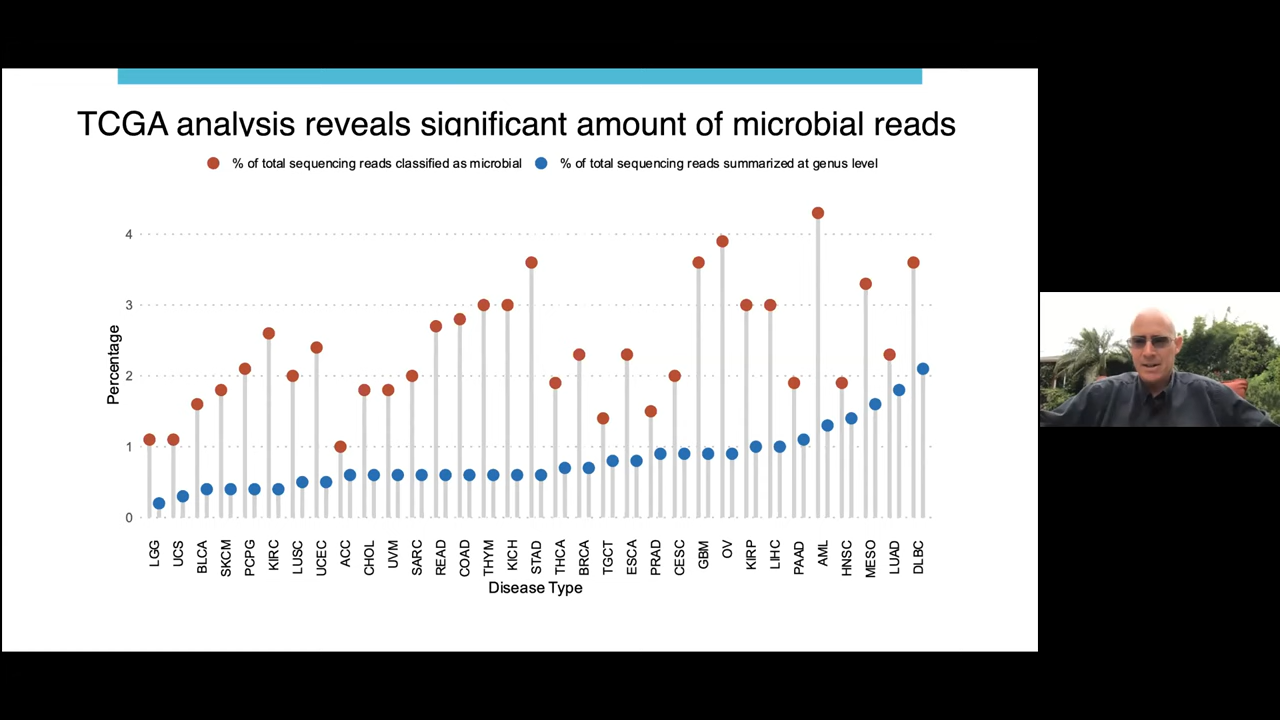 TCGA analysis reveals significant amount of microbial reads
% of total sequencing reads classified as microbial % of total sequencing reads summarized at genus level
4
3
2
1
0
Percentage
LGG UCS BLCA SKCM PCPG KIRC LUSC UCEC ACC CHOL UVM SARC READ COAD THYM KICH STAD THCA BRCA TGCT ESCA PRAD CESC GBM OV KIRP LIHC PAAD AML HNSC MESO LUAD DLBC
Disease Type